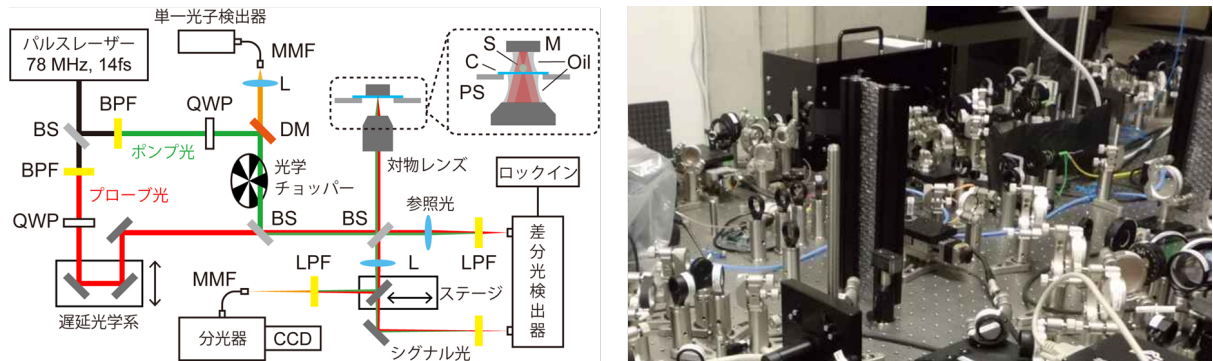 単一光子検出器
パルスレーザー
78 MHz, 14fs
MMF
L
BPF
QWP
BS
DM
ポンプ光
BPF
プローブ光
光学
チョッパー
QWP
BS
遅延光学系
S
M
C
Oil
PS
対物レンズ
ロックイン
参照光
BS
差分光検出器
LPF
L
LPF
MMF
ステージ
分光器
CCD
シグナル光